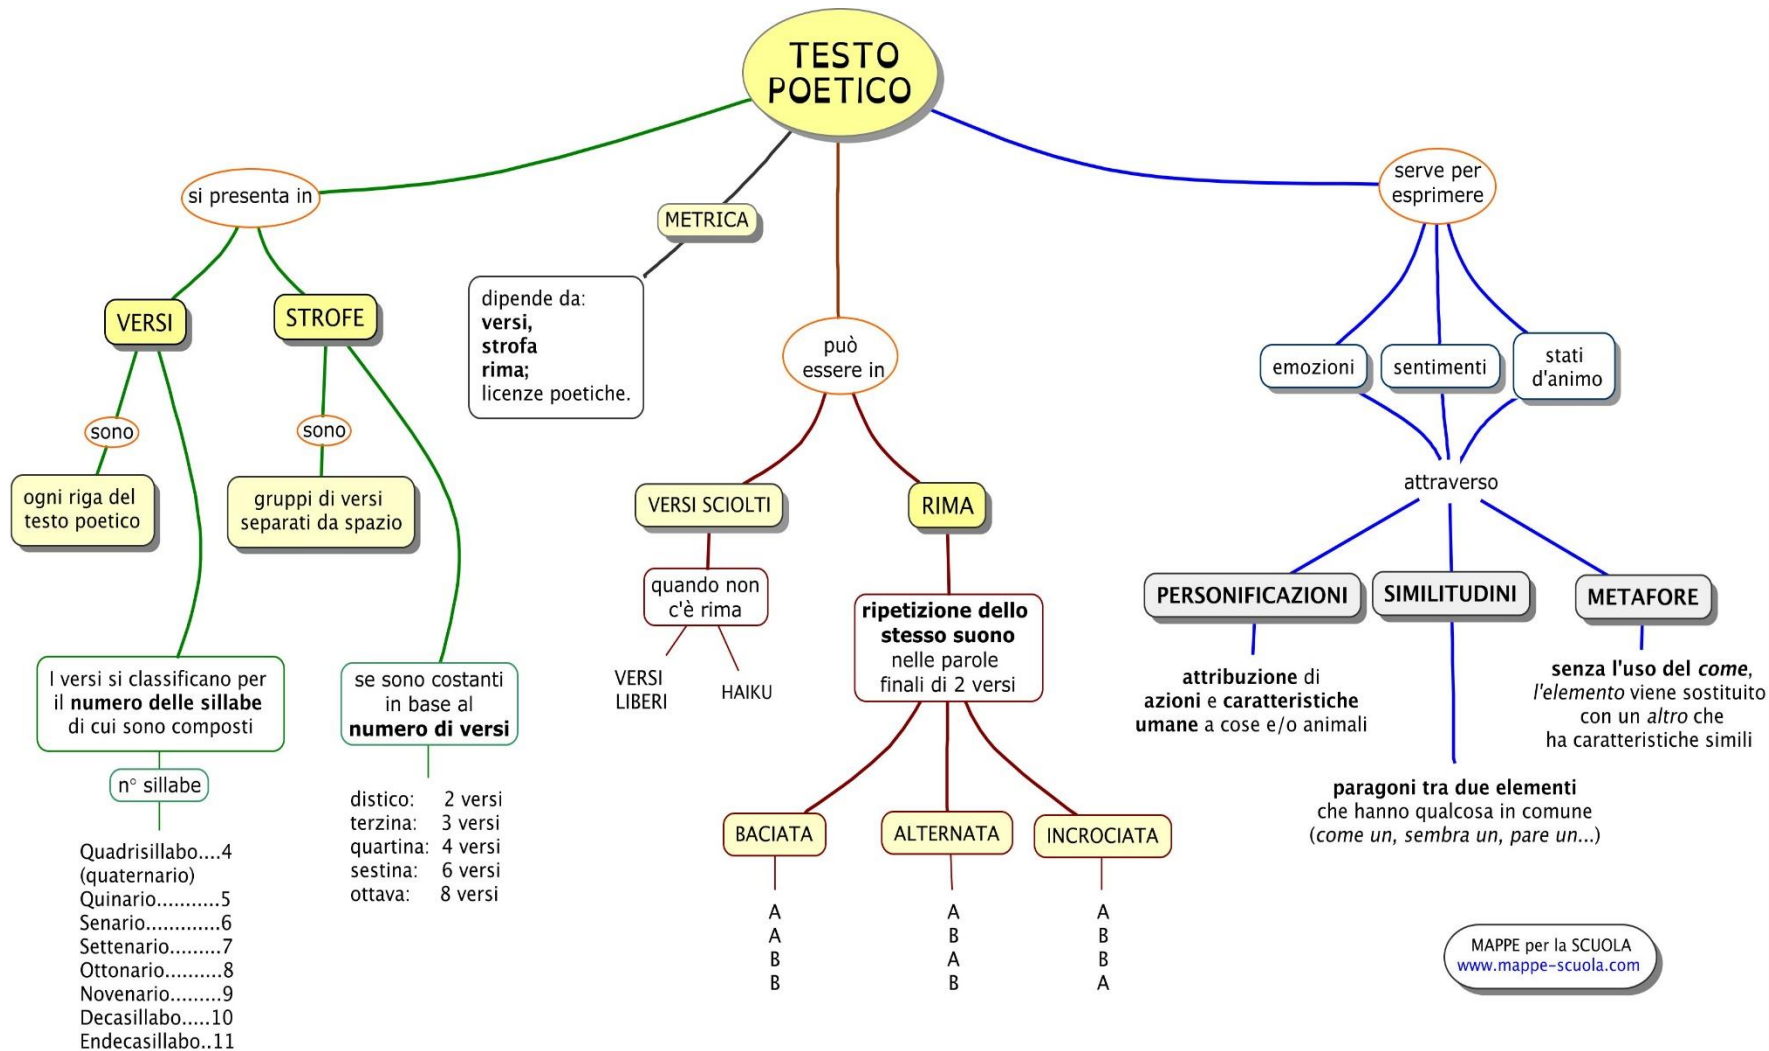 TESTO
POETICO
si presenta in
VERSI
sono
ogni riga del
testo poetico
I versi si classificano per
il numero delle sillabe
di cui sono composti
n° sillabe
Quadrisillabo....4
(quaternario)
Quinario...........5
Senario.............6
Settenario.........7
Ottonario..........8
Novenario.........9
Decasillabo.....10
Endecasillabo..11
STROFE
sono
gruppi di versi
separati da spazio
se sono costanti
in base al
numero di versi
distico: 2 versi
terzina: 3 versi
quartina: 4 versi
sestina: 6 versi
ottava: 8 versi
METRICA
dipende da:
versi,
strofa
rima;
licenze poetiche.
può
essere in
VERSI SCIOLTI
quando non
c'è rima
VERSI
LIBERI
HAIKU
RIMA
ripetizione dello
stesso suono
nelle parole
finali di 2 versi
BACIATA
A
A
B
B
ALTERNATA
A
B
A
B
INCROCIATA
A
B
B
A
serve per
esprimere
emozioni
sentimenti
stati
d'animo
attraverso
PERSONIFICAZIONI
attribuzione di
azioni e caratteristiche
umane a cose e/o animali
SIMILITUDINI
paragoni tra due elementi
che hanno qualcosa in comune
(come un, sembra un, pare un...)
METAFORE
senza l'uso del come,
l'elemento viene sostituito
con un altro che
ha caratteristiche simili
MAPPE per la SCUOLA
www.mappe-scuola.com